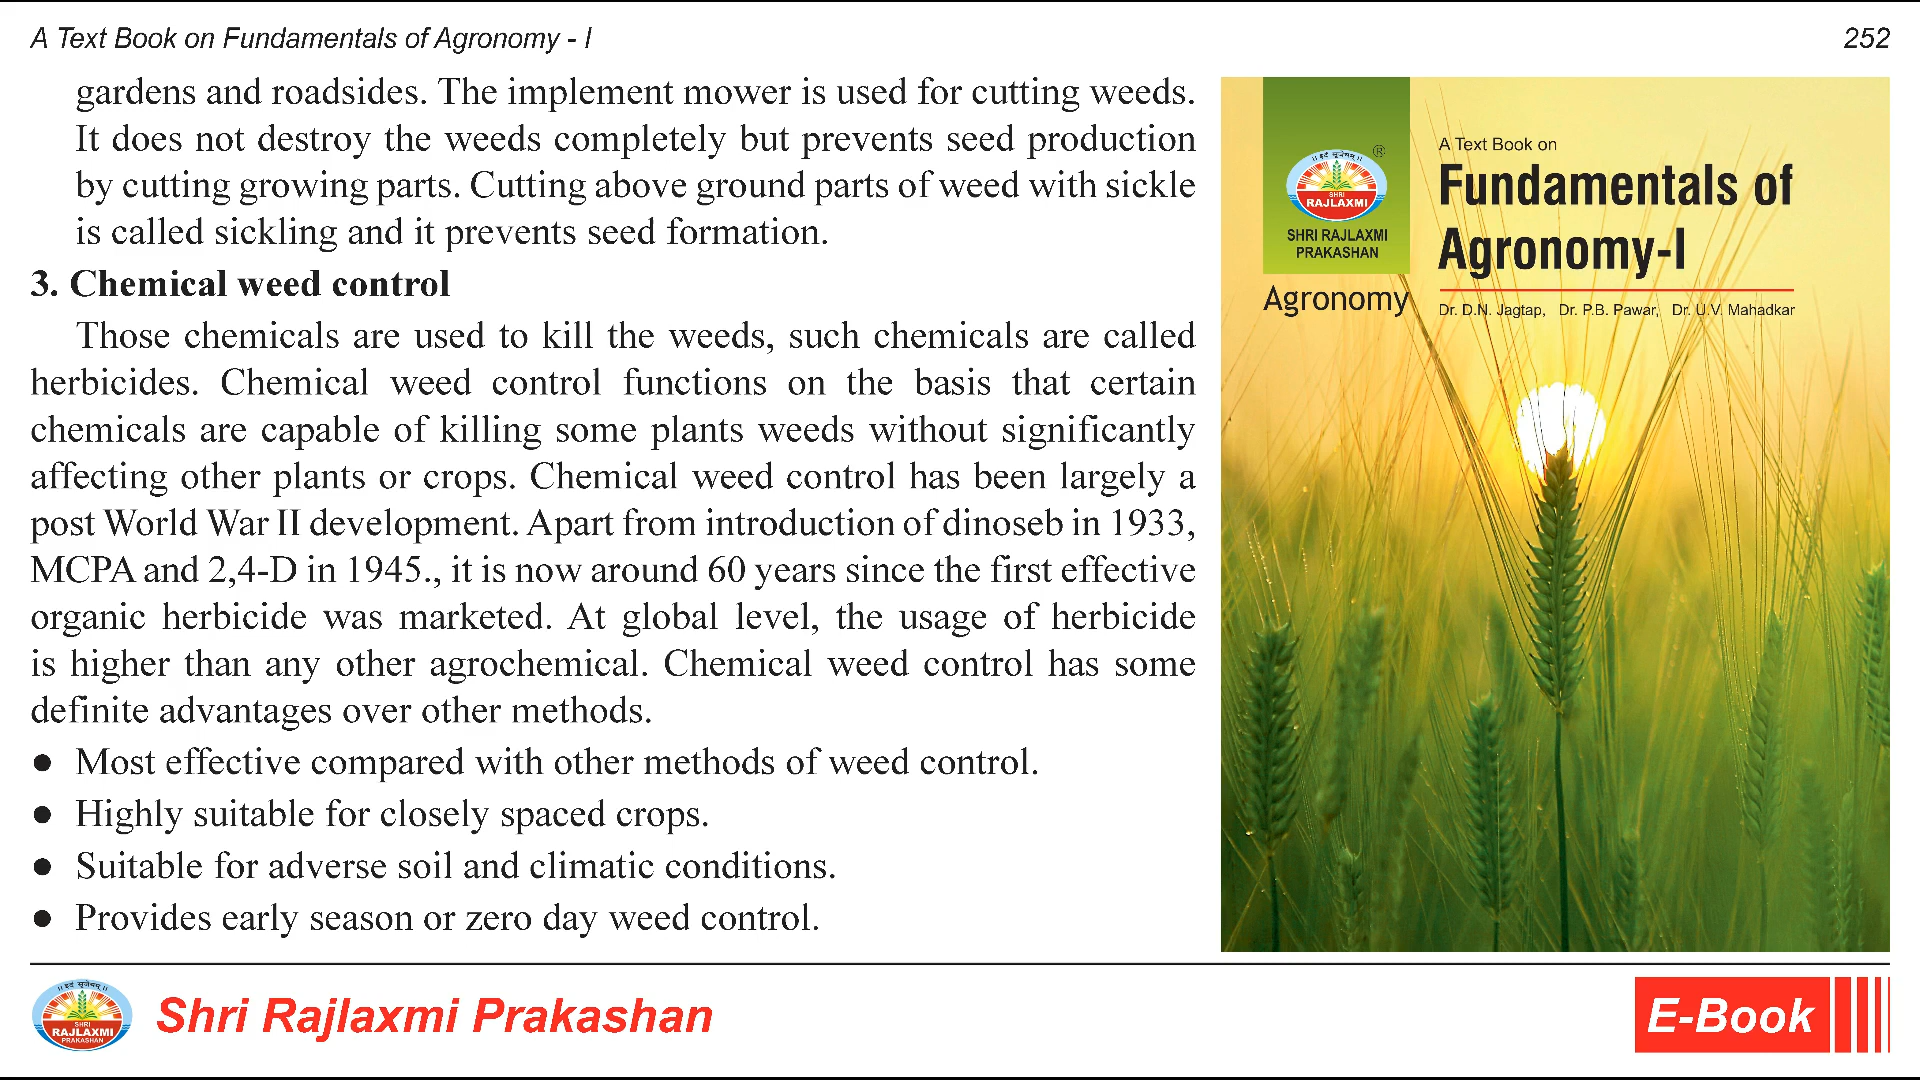 A Text Book on Fundamentals of Agronomy - I
252
gardens and roadsides. The implement mower is used for cutting weeds.
It does not destroy the weeds completely but prevents seed production
by cutting growing parts. Cutting above ground parts of weed with sickle
is called sickling and it prevents seed formation.
3. Chemical weed control
Those chemicals are used to kill the weeds, such chemicals are called
herbicides. Chemical weed control functions on the basis that certain
chemicals are capable of killing some plants weeds without significantly
affecting other plants or crops. Chemical weed control has been largely a
post World War II development. Apart from introduction of dinoseb in 1933,
MCPA and 2,4-D in 1945., it is now around 60 years since the first effective
organic herbicide was marketed. At global level, the usage of herbicide
is higher than any other agrochemical. Chemical weed control has some
definite advantages over other methods.
● Most effective compared with other methods of weed control.
● Highly suitable for closely spaced crops.
● Suitable for adverse soil and climatic conditions.
● Provides early season or zero day weed control.
®
SHRI
RAJLAXMI
SHRI RAJLAXMI
PRAKASHAN
Agronomy
A Text Book on
Fundamentals of
Agronomy-I
Dr. D.N. Jagtap, Dr. P.B. Pawar, Dr. U.V. Mahadkar
SHRI
RAJLAXMI
PRAKASHAN
Shri Rajlaxmi Prakashan
E-Book